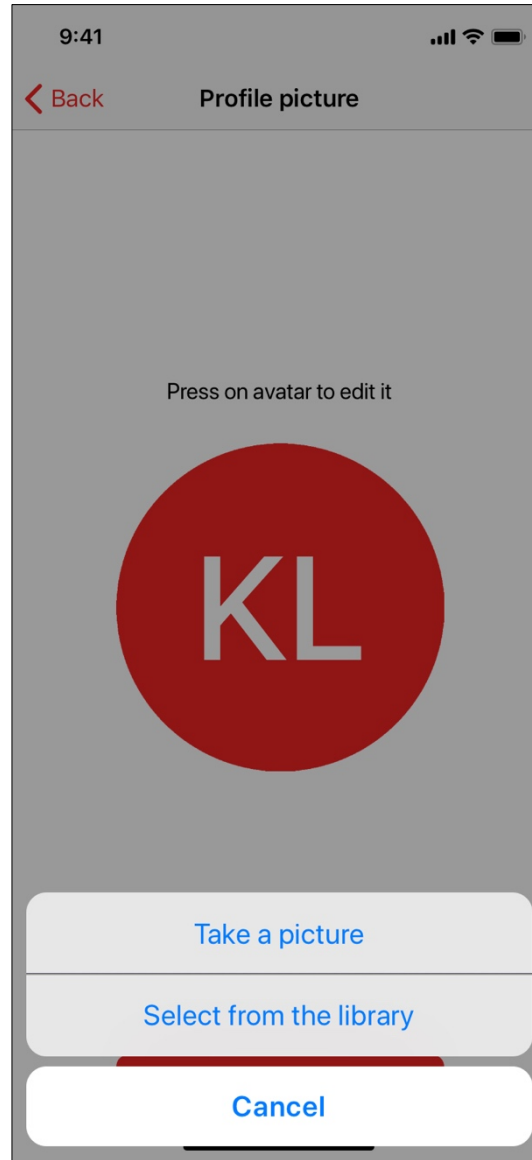 9:41
Back Profile picture
Press on avatar to edit it
KL
Take a picture
Select from the library
Cancel